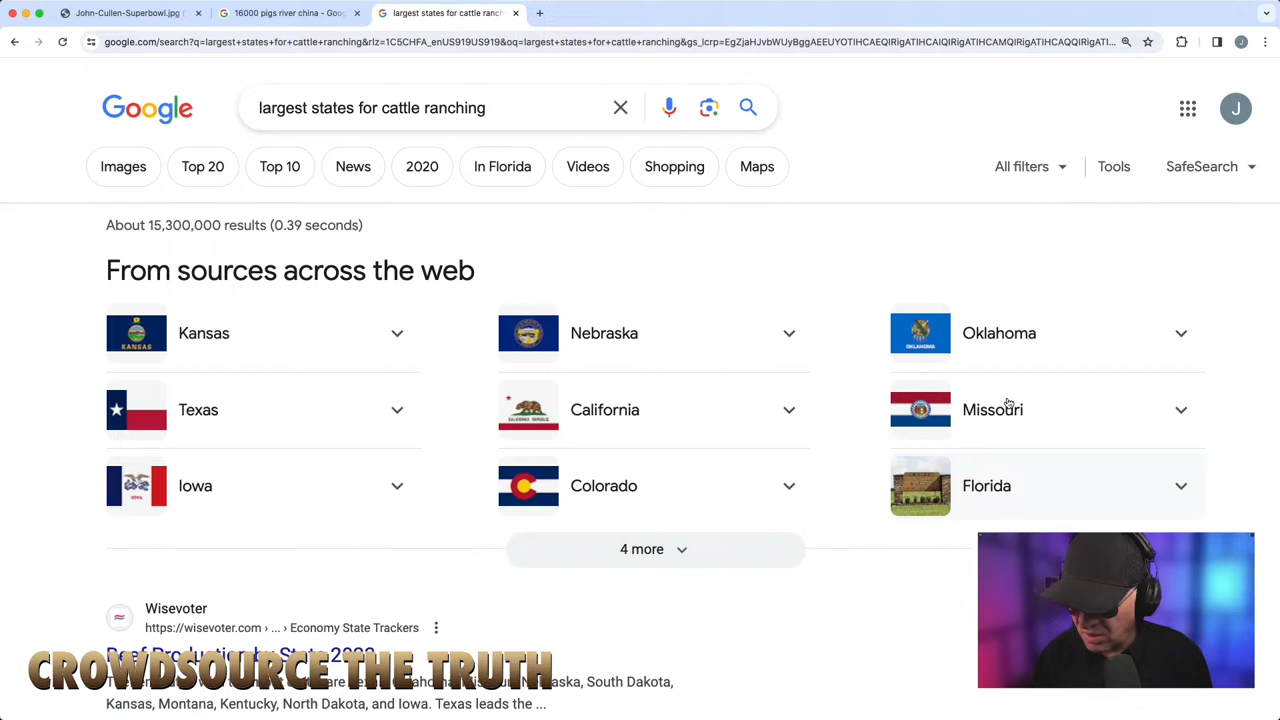 John-Cullen-Superbowl.jpg (
16000 pigs river china - Goo
largest states for cattle ranch
google.com/search?q=largest+states+for+cattle+ranching&rlz=1C5CHFA_enUS919US919&oq=largest+states+for+cattle+ranching&gs_lcrp=EgZjaHJvbWUyBggAEEUYOTIHCAEQIRigATIHCAIQIRigATIHCAMQIRigATIHCAQQIRigATI...
Google
largest states for cattle ranching
J
Images
Top 20
Top 10
News
2020
In Florida
Videos
Shopping
Maps
All filters
Tools
SafeSearch
About 15,300,000 results (0.39 seconds)
From sources across the web
Kansas
Nebraska
Oklahoma
Texas
California
Missouri
Iowa
Colorado
Florida
4 more
Wisevoter
https://wisevoter.com › ... › Economy State Trackers
Beef Production by State 2023
CROWDSOURCE THE TRUTH
Nebraska, South Dakota,
Kansas, Montana, Kentucky, North Dakota, and Iowa. Texas leads the ...